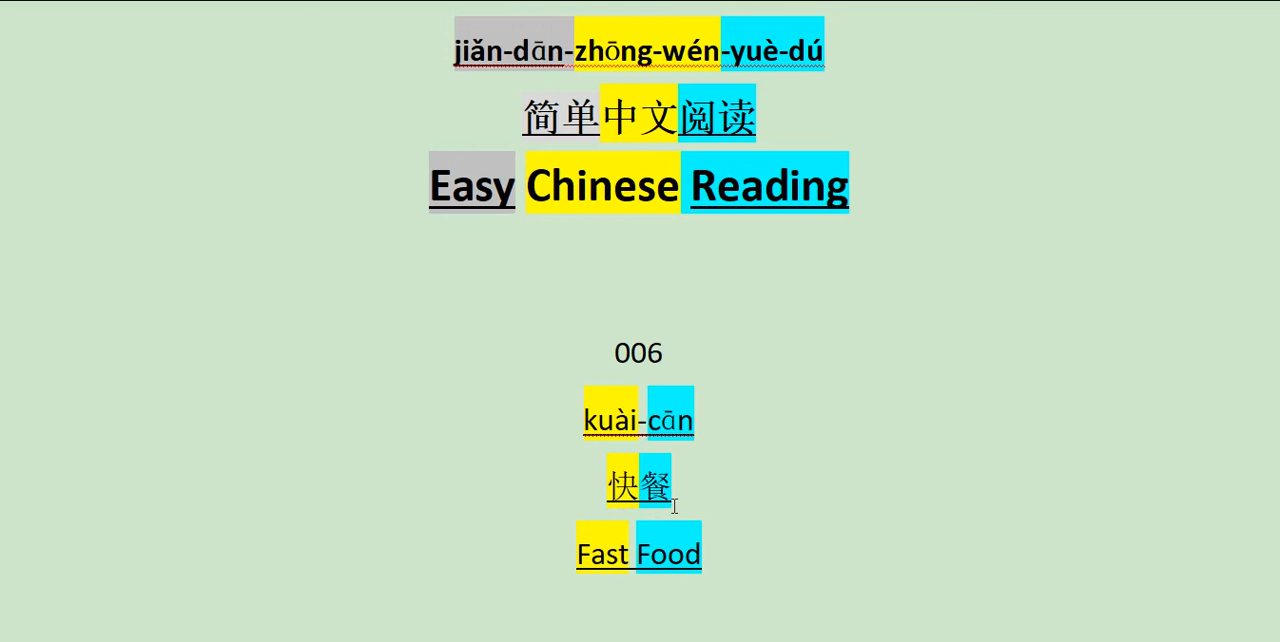 jiǎn-dān-zhōng-wén-yuè-dú
简单中文阅读
Easy Chinese Reading
006
kuài-cān
快餐
Fast Food